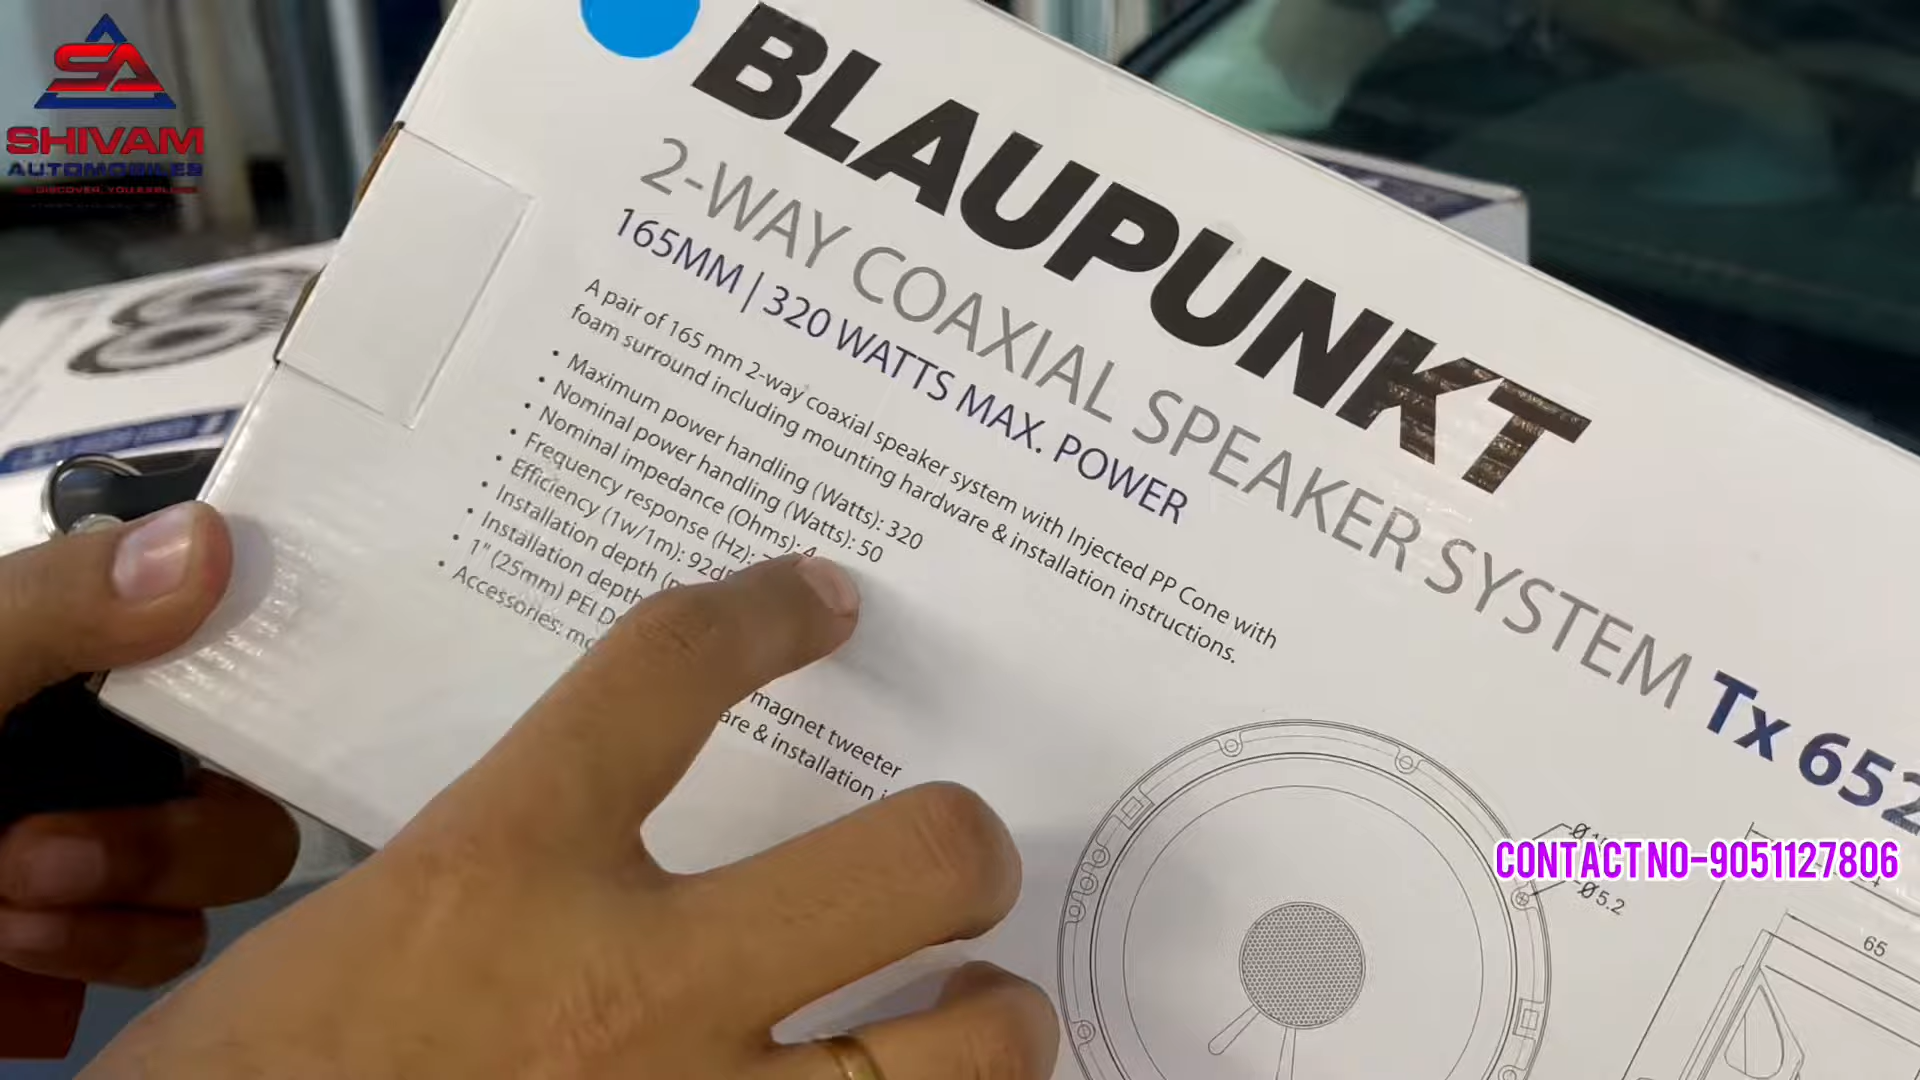 SHIVAM
AUTOMOBILES
BLAUPUNKT
2-WAY COAXIAL SPEAKER SYSTEM Tx 652
165MM | 320 WATTS MAX. POWER
A pair of 165 mm 2-way coaxial speaker system with Injected PP Cone with
foam surround including mounting hardware & installation instructions.
• Maximum power handling (Watts): 320
• Nominal power handling (Watts): 50
• Nominal impedance (Ohms): 4
• Frequency response (Hz):
• Efficiency (1w/1m): 92d
• Installation depth
• Installation depth
• 1" (25mm) PEI D
magnet tweeter
• Accessories:
& installation
CONTACT NO-9051127806
Ø 5.2
65